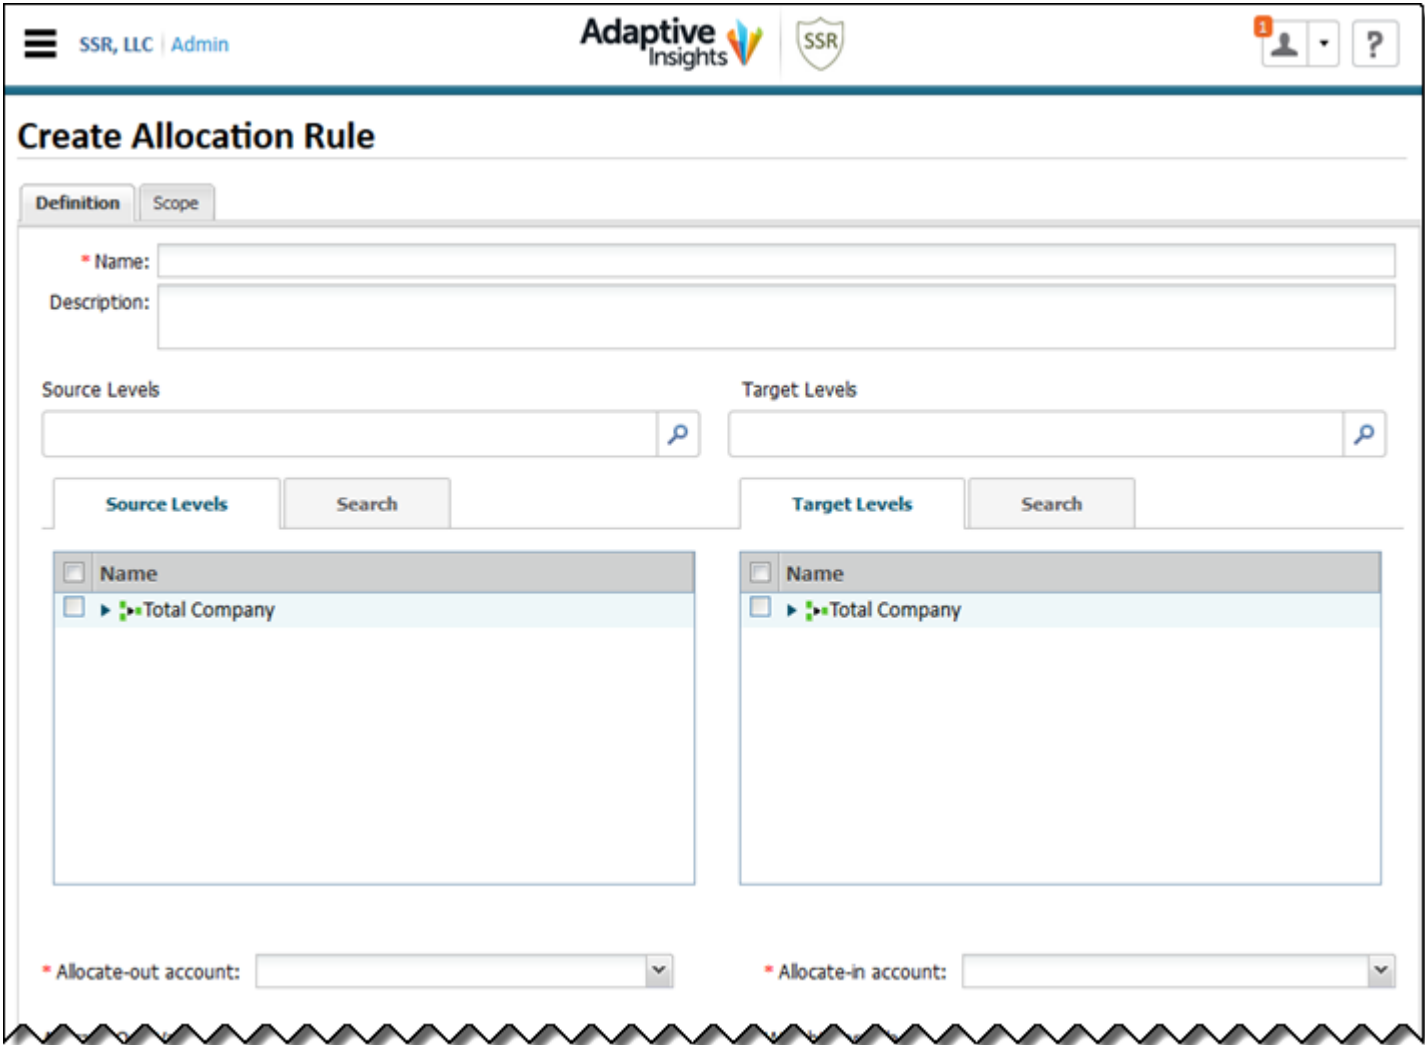 SSR, LLC Admin
Adaptive Insights
SSR
1
?
Create Allocation Rule
Definition Scope
* Name:
Description:
Source Levels Target Levels
Source Levels Search Target Levels Search
Name Name
Total Company Total Company
* Allocate-out account: * Allocate-in account: